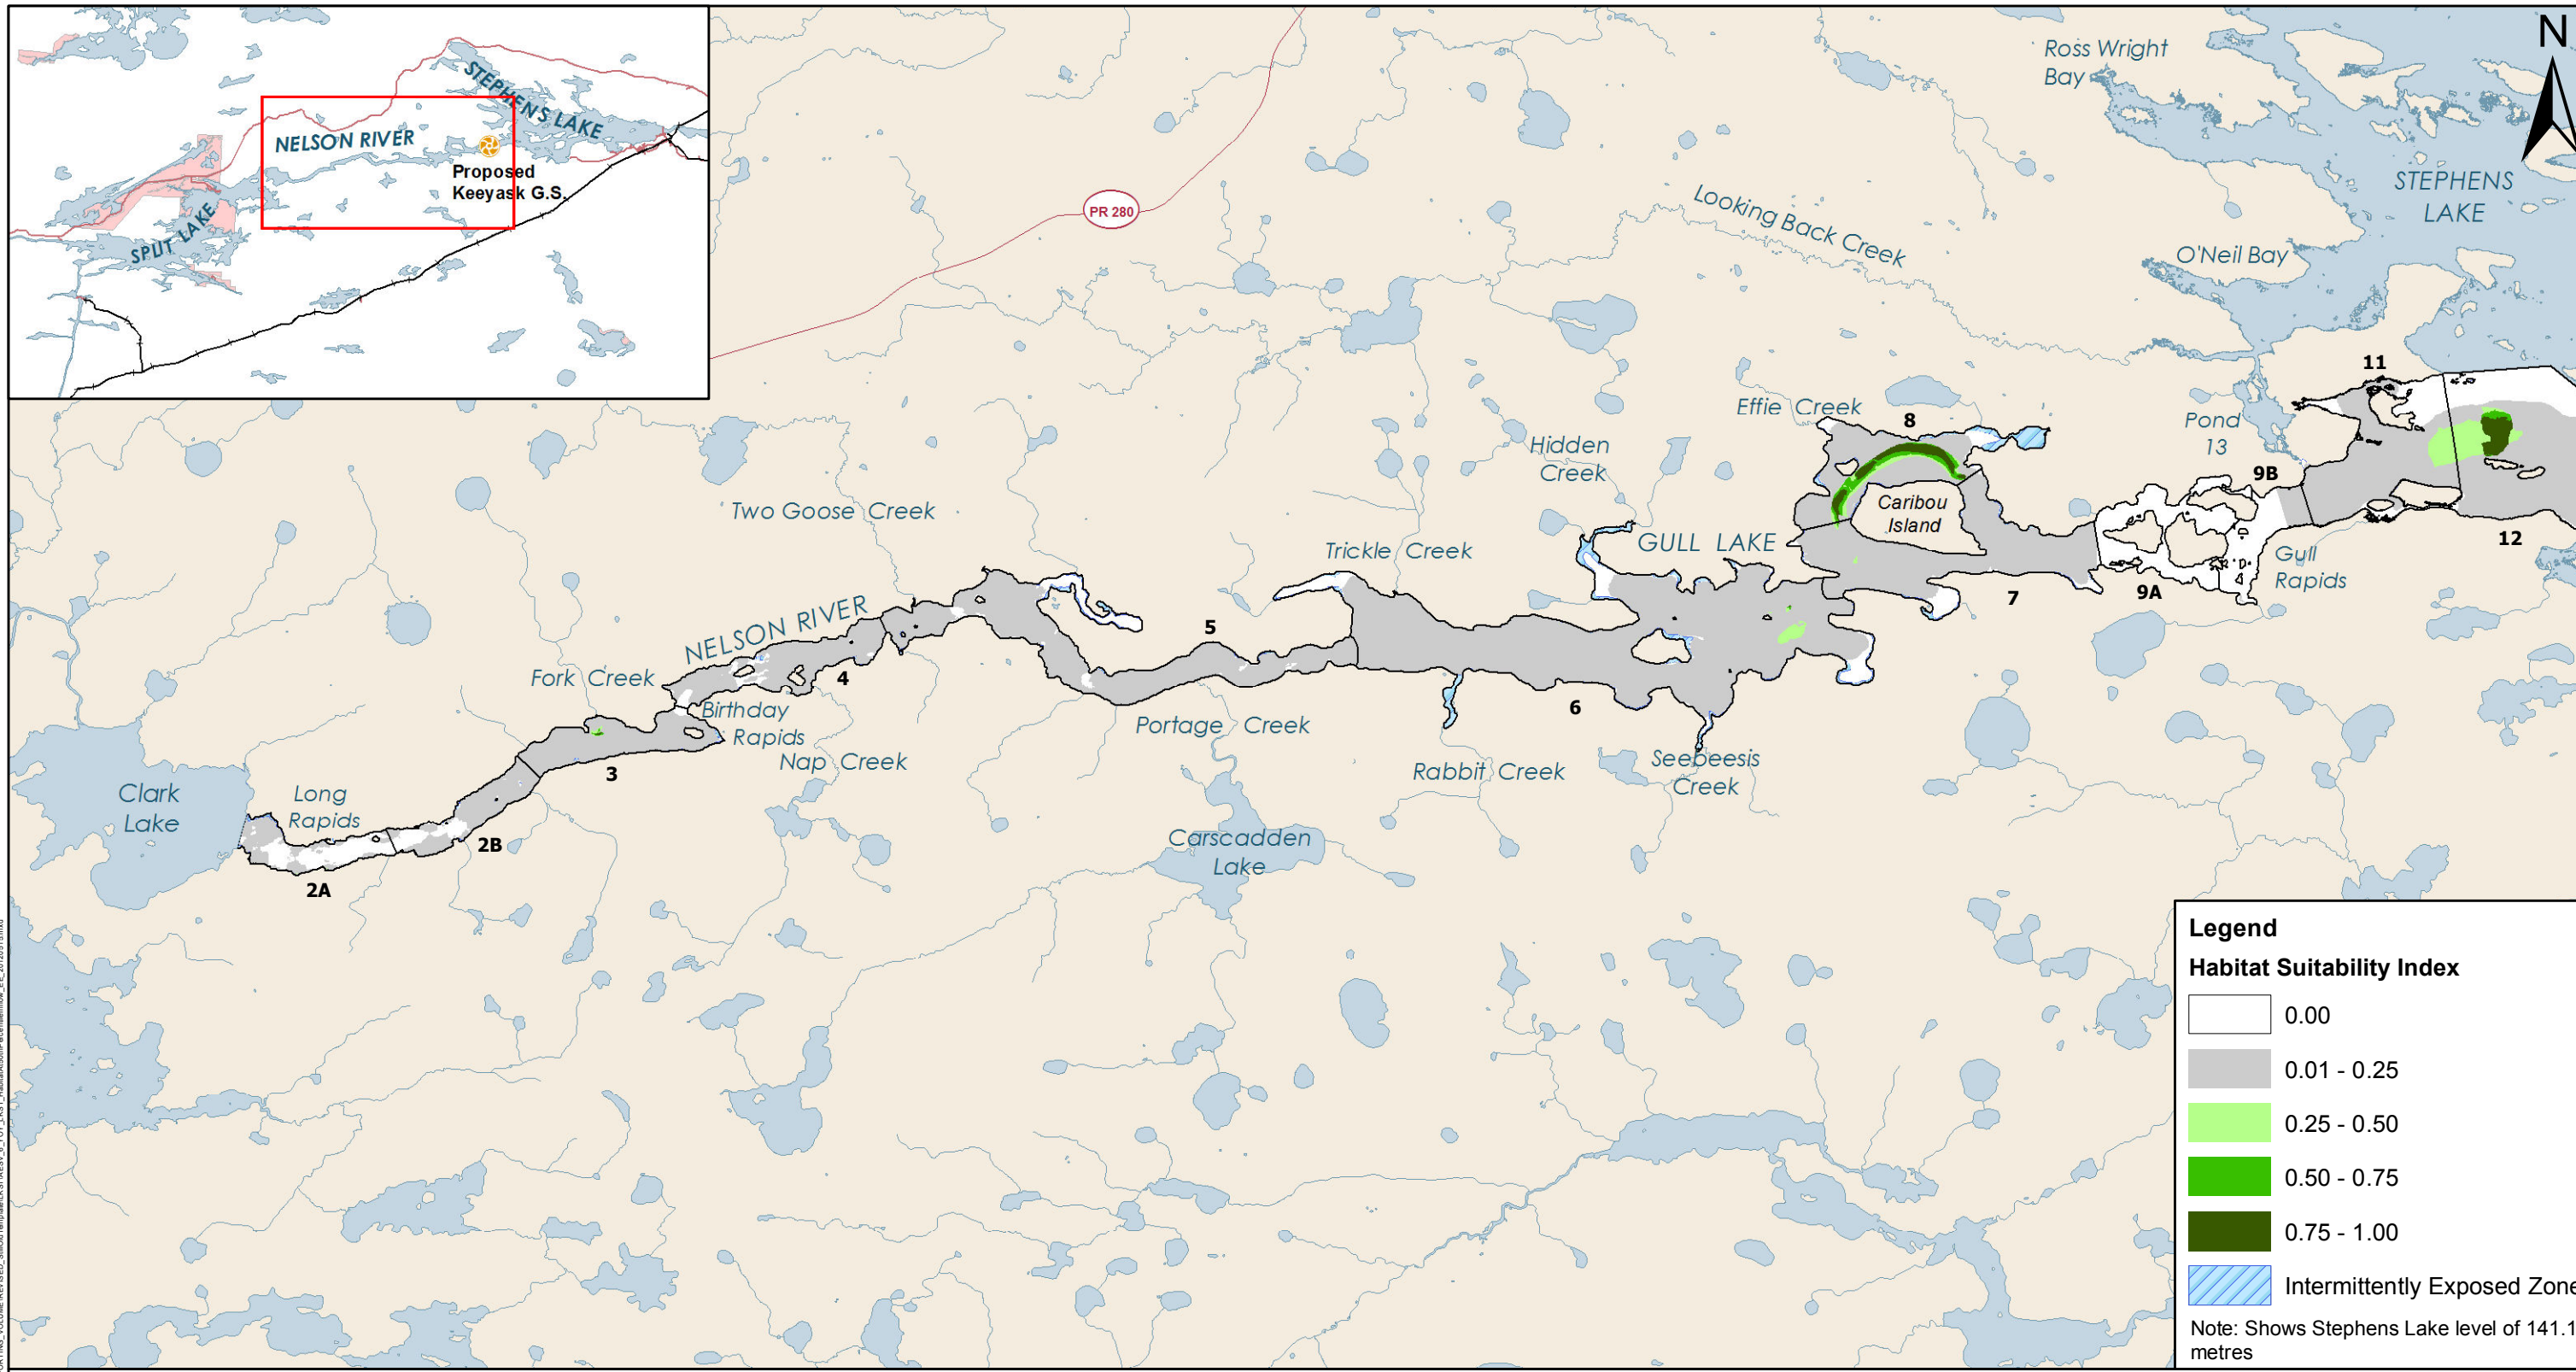 STEPHENS LAKE
NELSON RIVER
Proposed
Keeyask G.S.
SPLIT LAKE
PR 280
Ross Wright
Bay
N
STEPHENS
LAKE
Looking Back Creek
O'Neil Bay
11
Effie Creek
8
Pond
13
Hidden
Creek
9B
Caribou
Island
Two Goose Creek
GULL LAKE
12
Trickle Creek
Gull
Rapids
9A
7
NELSON RIVER
5
Fork Creek
4
Birthday
Rapids
6
Portage Creek
Nap Creek
3
Rabbit Creek
Seebeesis
Creek
Clark
Lake
Long
Rapids
2B
2A
Carscadden
Lake
Legend
Habitat Suitability Index
0.00
0.01 - 0.25
0.25 - 0.50
0.50 - 0.75
0.75 - 1.00
Intermittently Exposed Zone
Note: Shows Stephens Lake level of 141.1
metres